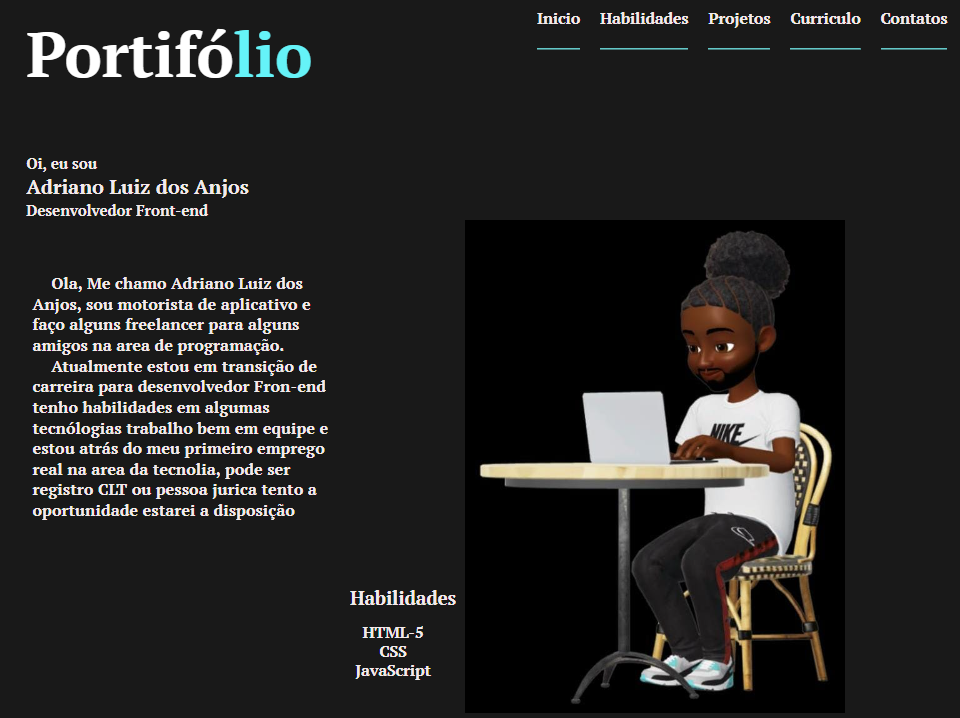 Portifólio
Inicio Habilidades Projetos Curriculo Contatos
Oi, eu sou
Adriano Luiz dos Anjos
Desenvolvedor Front-end
Ola, Me chamo Adriano Luiz dos
Anjos, sou motorista de aplicativo e
faço alguns freelancer para alguns
amigos na area de programação.
Atualmente estou em transição de
carreira para desenvolvedor Fron-end
tenho habilidades em algumas
tecnólogias trabalho bem em equipe e
estou atrás do meu primeiro emprego
real na area da tecnolia, pode ser
registro CLT ou pessoa jurica tento a
oportunidade estarei a disposição
NIKE
Habilidades
HTML-5
CSS
JavaScript